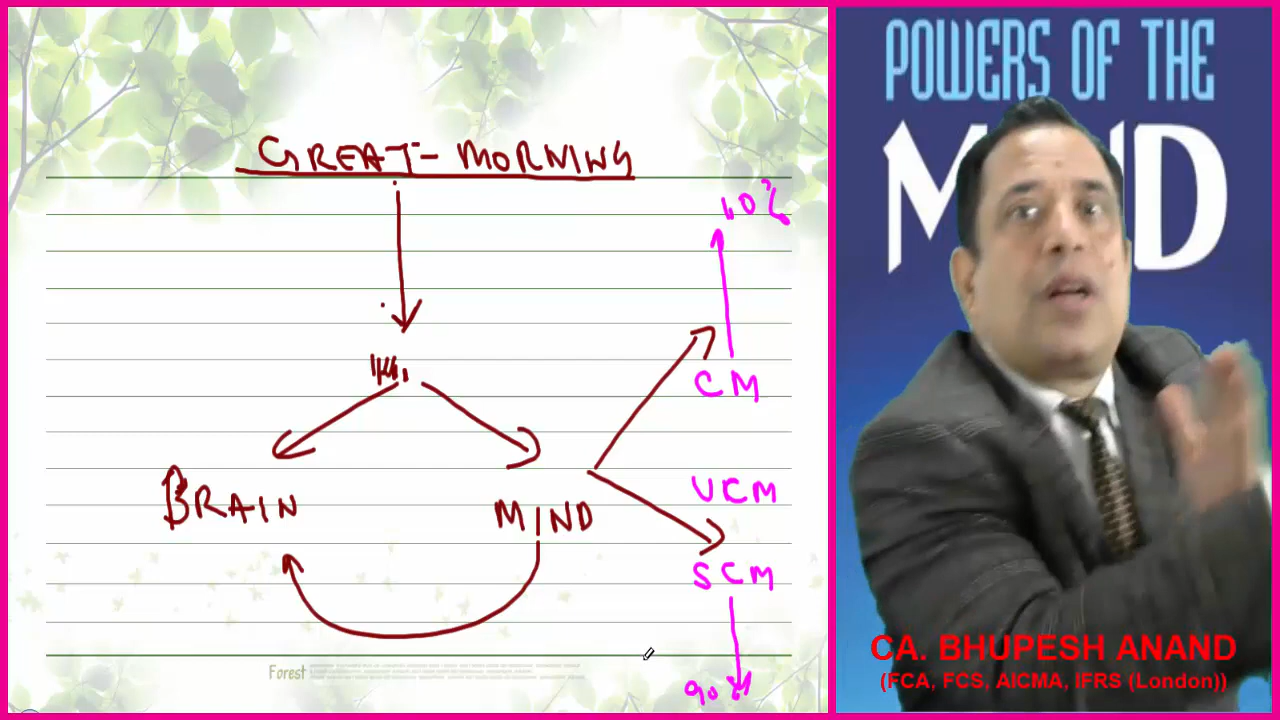 GREAT- MORNING
10%
CM
BRAIN
MIND
UCM
SCM
90%
Forest
POWERS OF THE
MIND
CA. BHUPESH ANAND
(FCA, FCS, AICMA, IFRS (London))